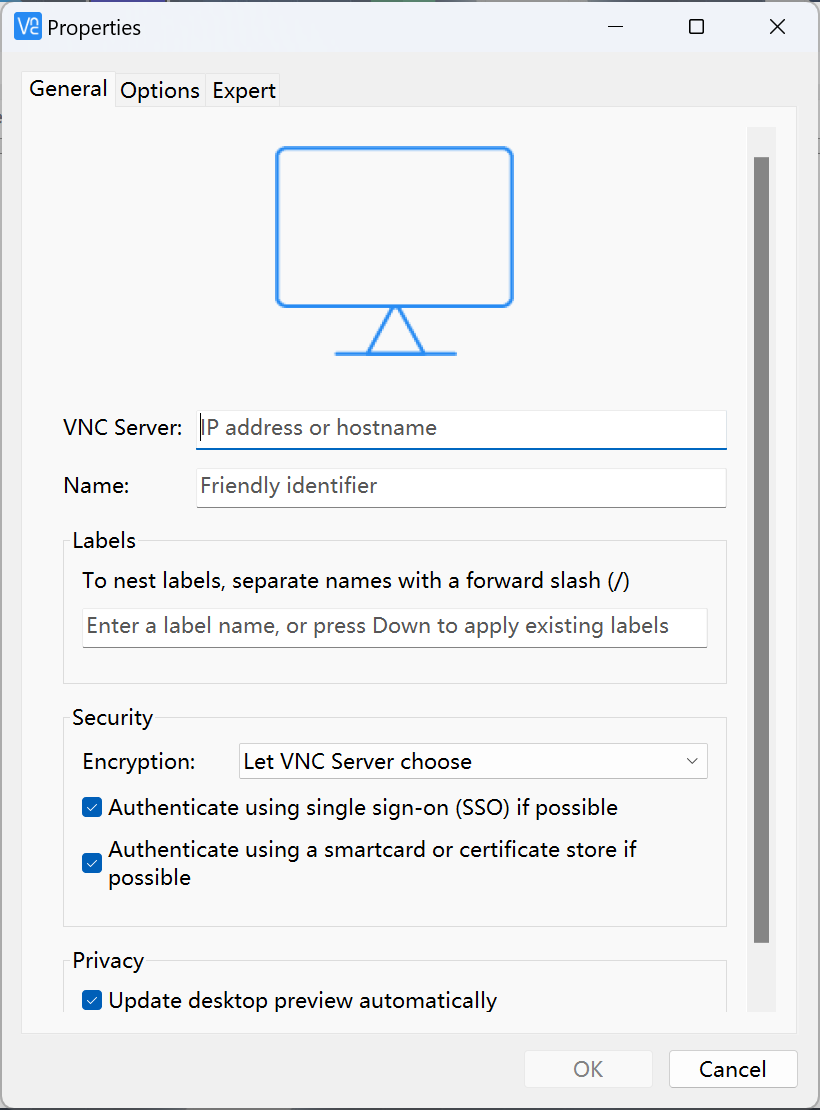 Properties
General Options Expert
VNC Server: IP address or hostname
Name: Friendly identifier
Labels
To nest labels, separate names with a forward slash (/)
Enter a label name, or press Down to apply existing labels
Security
Encryption: Let VNC Server choose
Authenticate using single sign-on (SSO) if possible
Authenticate using a smartcard or certificate store if
possible
Privacy
Update desktop preview automatically
OK Cancel